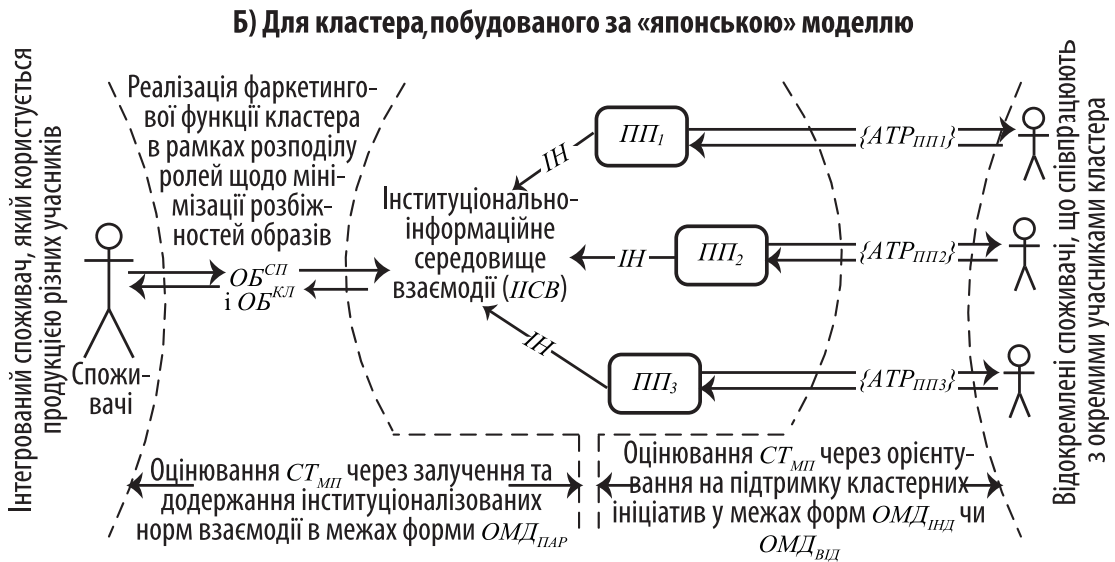 Б) Для кластера, побудованого за «японською» моделлю
Інтегрований споживач, який користується
продукцією різних учасників
Реалізація фаркетинго-
вої функції кластера
в рамках розподілу
ролей щодо міні-
мізації розбіж-
ностей образів
ОБ^СП
і ОБ^КЛ
Спожи-
вачі
Інституціонально-
інформаційне
середовище
взаємодії (ІІСВ)
ІН
ІН
ІН
ПП₁
ПП₂
ПП₃
{АТР_ПП1}
{АТР_ПП2}
{АТР_ПП3}
Відокремлені споживачі, що співпрацюють
з окремими учасниками кластера
Оцінювання СТ_МП через залучення та
додержання інституціоналізованих
норм взаємодії в межах форми ОМД_ПАР
Оцінювання СТ_МП через орієнту-
вання на підтримку кластерних
ініціатив у межах форм ОМД_ІНД чи
ОМД_ВІД